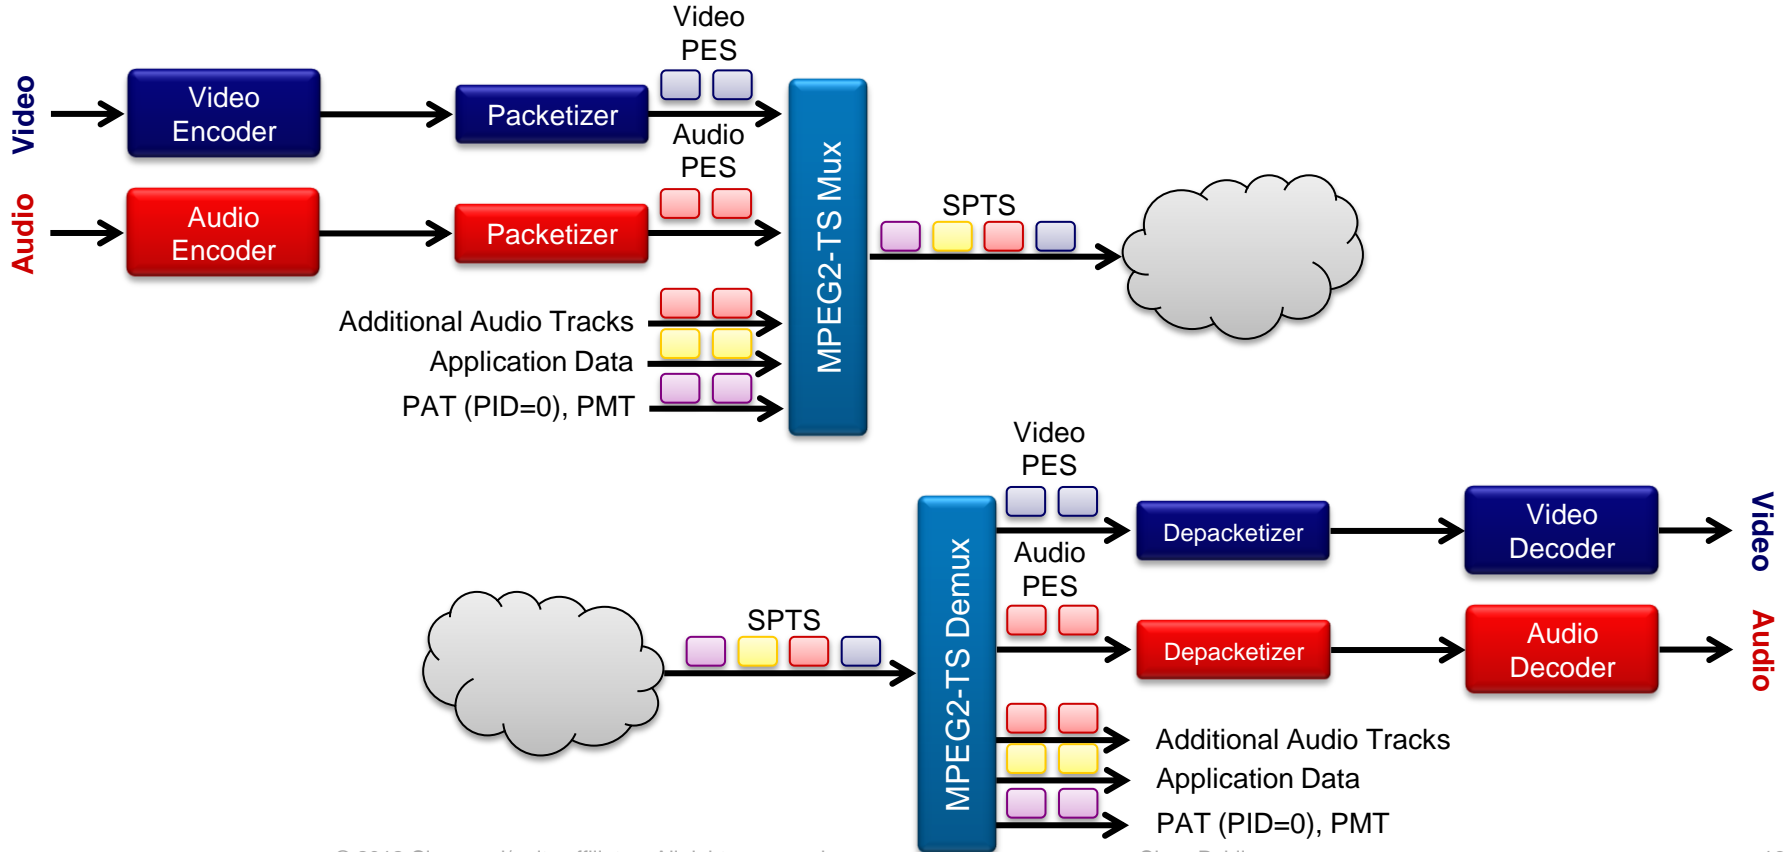 Video
PES
Video
Video
Encoder
Packetizer
Audio
PES
Audio
Audio
Encoder
Packetizer
MPEG2-TS Mux
SPTS
Additional Audio Tracks
Application Data
PAT (PID=0), PMT
Video
PES
Depacketizer
Video
Decoder
Video
Audio
PES
SPTS
MPEG2-TS Demux
Depacketizer
Audio
Decoder
Audio
Additional Audio Tracks
Application Data
PAT (PID=0), PMT